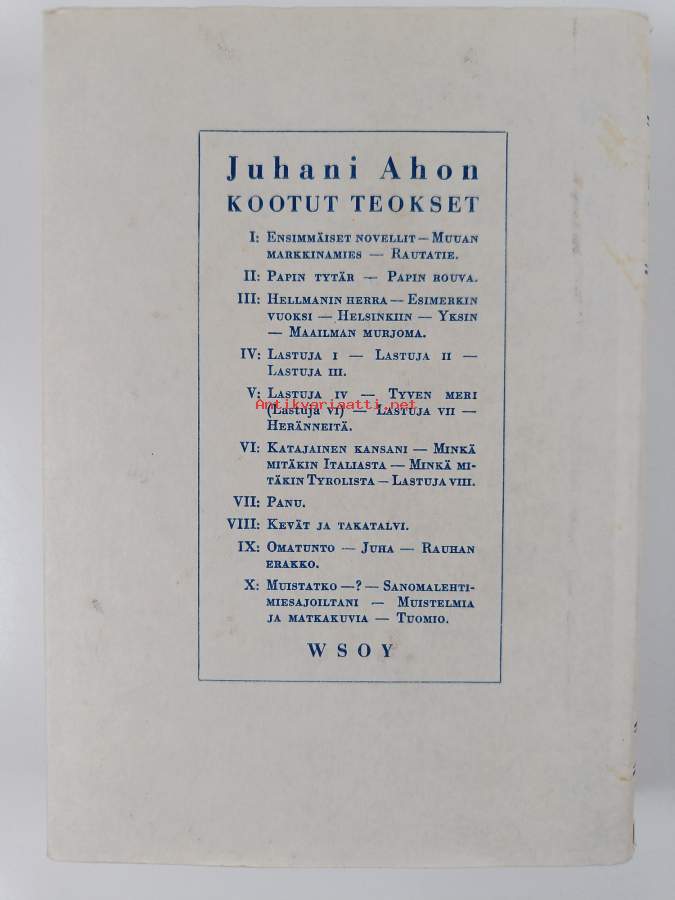 Juhani Ahon
KOOTUT TEOKSET
I: ENSIMMÄISET NOVELLIT — MUUAN
MARKKINAMIES — RAUTATIE.
II: PAPIN TYTÄR — PAPIN ROUVA.
III: HELLMANIN HERRA — ESIMERKIN
VUOKSI — HELSINKIIN — YKSIN
— MAAILMAN MURJOMA.
IV: LASTUJA I — LASTUJA II —
LASTUJA III.
V: LASTUJA IV — TYVEN MERI
(LASTUJA VI) — LASTUJA VII —
HERÄNNEITÄ.
Antikvariaatti.net
VI: KATAJAINEN KANSANI — MINKÄ
MITÄKIN ITALIASTA — MINKÄ MI-
TÄKIN TYROLISTA — LASTUJA VIII.
VII: PANU.
VIII: KEVÄT JA TAKATALVI.
IX: OMATUNTO — JUHA — RAUHAN
ERAKKO.
X: MUISTATKO —? — SANOMALEHTI-
MIESAJOILTANI — MUISTELMIA
JA MATKAKUVIA — TUOMIO.
WSOY